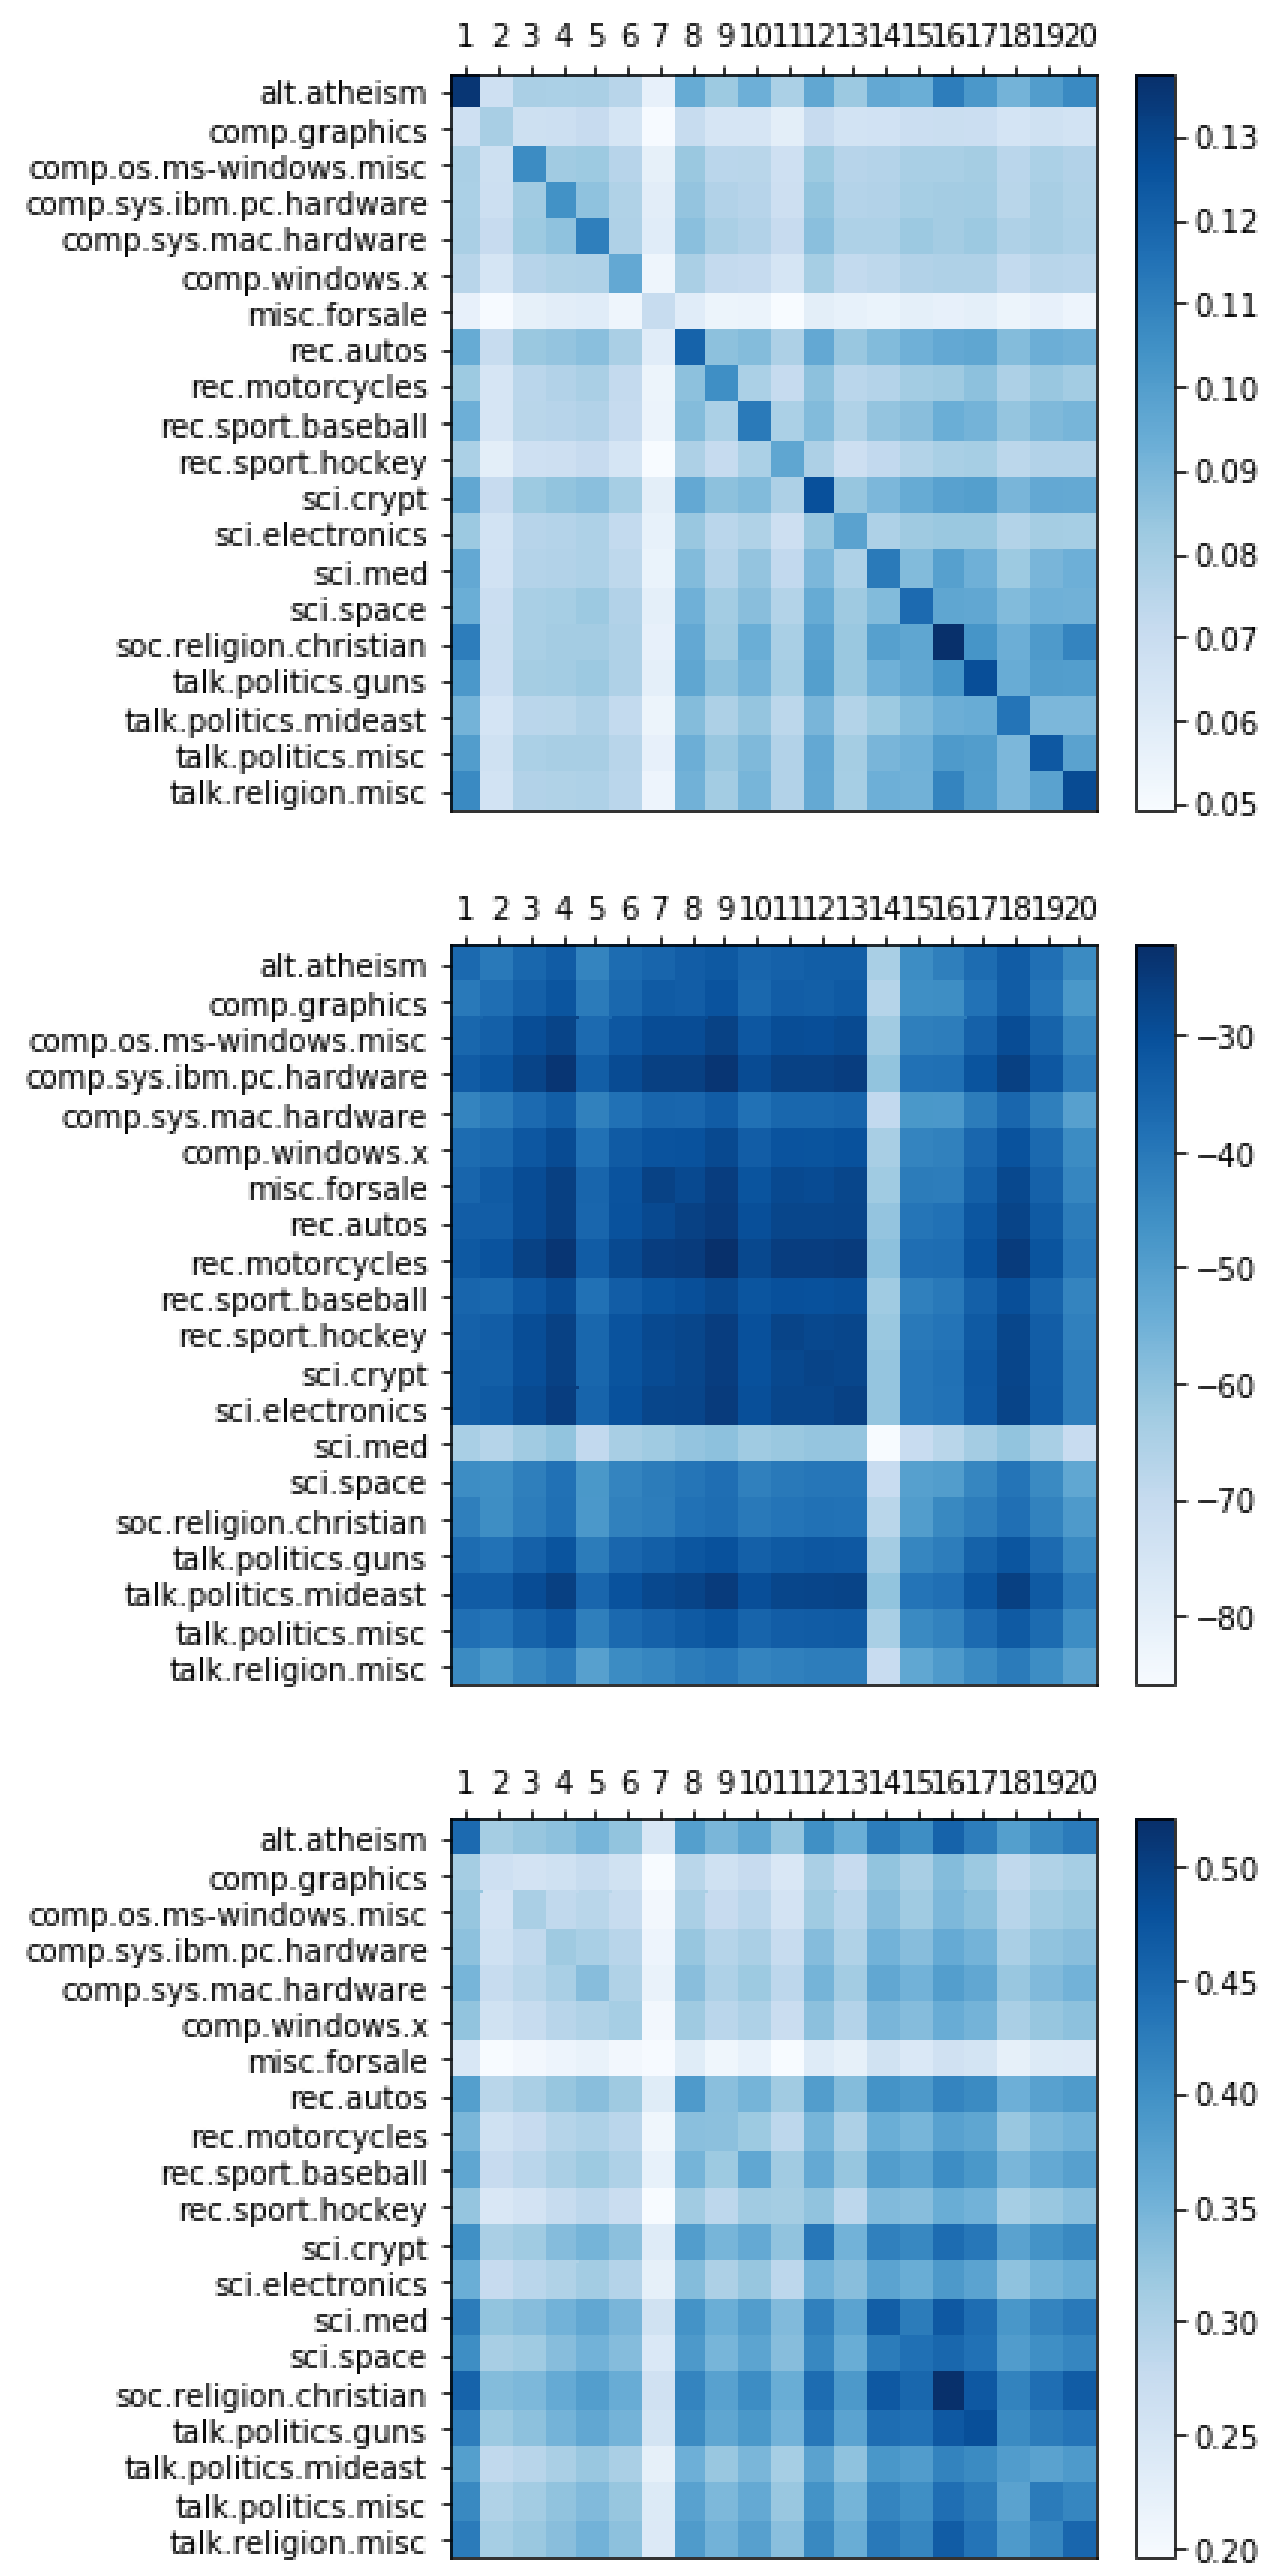 1 2 3 4 5 6 7 8 9 10 11 12 13 14 15 16 17 18 19 20
alt.atheism
comp.graphics
comp.os.ms-windows.misc
comp.sys.ibm.pc.hardware
comp.sys.mac.hardware
comp.windows.x
misc.forsale
rec.autos
rec.motorcycles
rec.sport.baseball
rec.sport.hockey
sci.crypt
sci.electronics
sci.med
sci.space
soc.religion.christian
talk.politics.guns
talk.politics.mideast
talk.politics.misc
talk.religion.misc
0.13
0.12
0.11
0.10
0.09
0.08
0.07
0.06
0.05
1 2 3 4 5 6 7 8 9 10 11 12 13 14 15 16 17 18 19 20
alt.atheism
comp.graphics
comp.os.ms-windows.misc
comp.sys.ibm.pc.hardware
comp.sys.mac.hardware
comp.windows.x
misc.forsale
rec.autos
rec.motorcycles
rec.sport.baseball
rec.sport.hockey
sci.crypt
sci.electronics
sci.med
sci.space
soc.religion.christian
talk.politics.guns
talk.politics.mideast
talk.politics.misc
talk.religion.misc
−30
−40
−50
−60
−70
−80
1 2 3 4 5 6 7 8 9 10 11 12 13 14 15 16 17 18 19 20
alt.atheism
comp.graphics
comp.os.ms-windows.misc
comp.sys.ibm.pc.hardware
comp.sys.mac.hardware
comp.windows.x
misc.forsale
rec.autos
rec.motorcycles
rec.sport.baseball
rec.sport.hockey
sci.crypt
sci.electronics
sci.med
sci.space
soc.religion.christian
talk.politics.guns
talk.politics.mideast
talk.politics.misc
talk.religion.misc
0.50
0.45
0.40
0.35
0.30
0.25
0.20